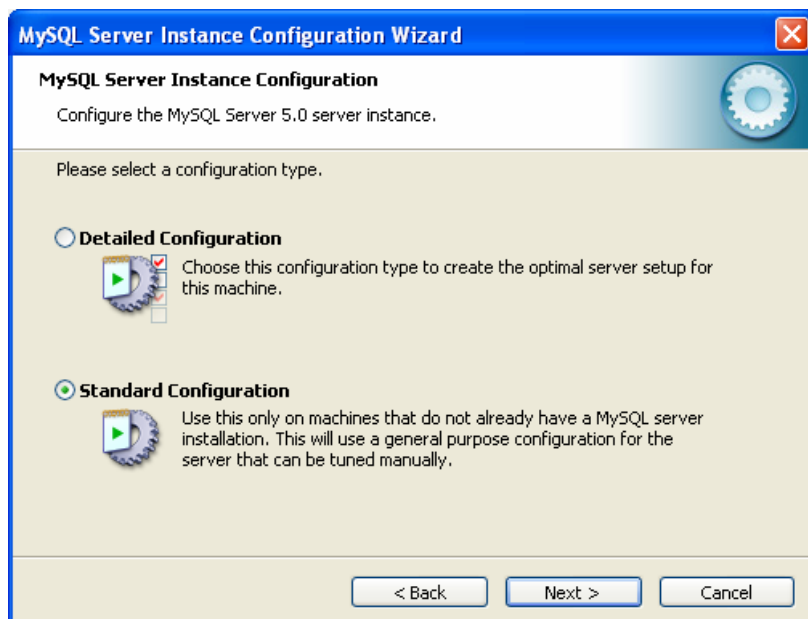 MySQL Server Instance Configuration Wizard
MySQL Server Instance Configuration
Configure the MySQL Server 5.0 server instance.
Please select a configuration type.
Detailed Configuration
Choose this configuration type to create the optimal server setup for
this machine.
Standard Configuration
Use this only on machines that do not already have a MySQL server
installation. This will use a general purpose configuration for the
server that can be tuned manually.
< Back
Next >
Cancel